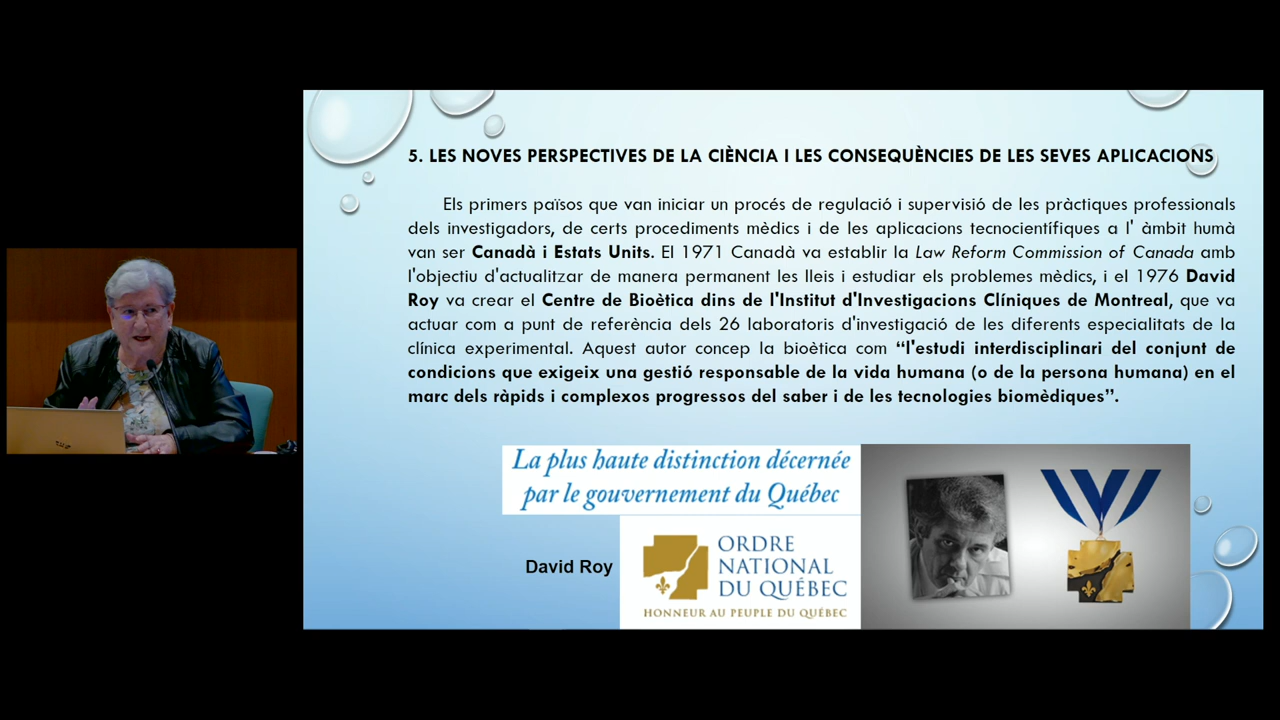 5. LES NOVES PERSPECTIVES DE LA CIÈNCIA I LES CONSEQÜÈNCIES DE LES SEVES APLICACIONS
Els primers països que van iniciar un procés de regulació i supervisió de les pràctiques professionals
dels investigadors, de certs procediments mèdics i de les aplicacions tecnocientífiques a l' àmbit humà
van ser Canadà i Estats Units. El 1971 Canadà va establir la Law Reform Commission of Canada amb
l'objectiu d'actualitzar de manera permanent les lleis i estudiar els problemes mèdics, i el 1976 David
Roy va crear el Centre de Bioètica dins de l'Institut d'Investigacions Clíniques de Montreal, que va
actuar com a punt de referència dels 26 laboratoris d'investigació de les diferents especialitats de la
clínica experimental. Aquest autor concep la bioètica com “l'estudi interdisciplinari del conjunt de
condicions que exigeix una gestió responsable de la vida humana (o de la persona humana) en el
marc dels ràpids i complexos progressos del saber i de les tecnologies biomèdiques”.
La plus haute distinction décernée
par le gouvernement du Québec
David Roy
ORDRE
NATIONAL
DU QUÉBEC
HONNEUR AU PEUPLE DU QUÉBEC